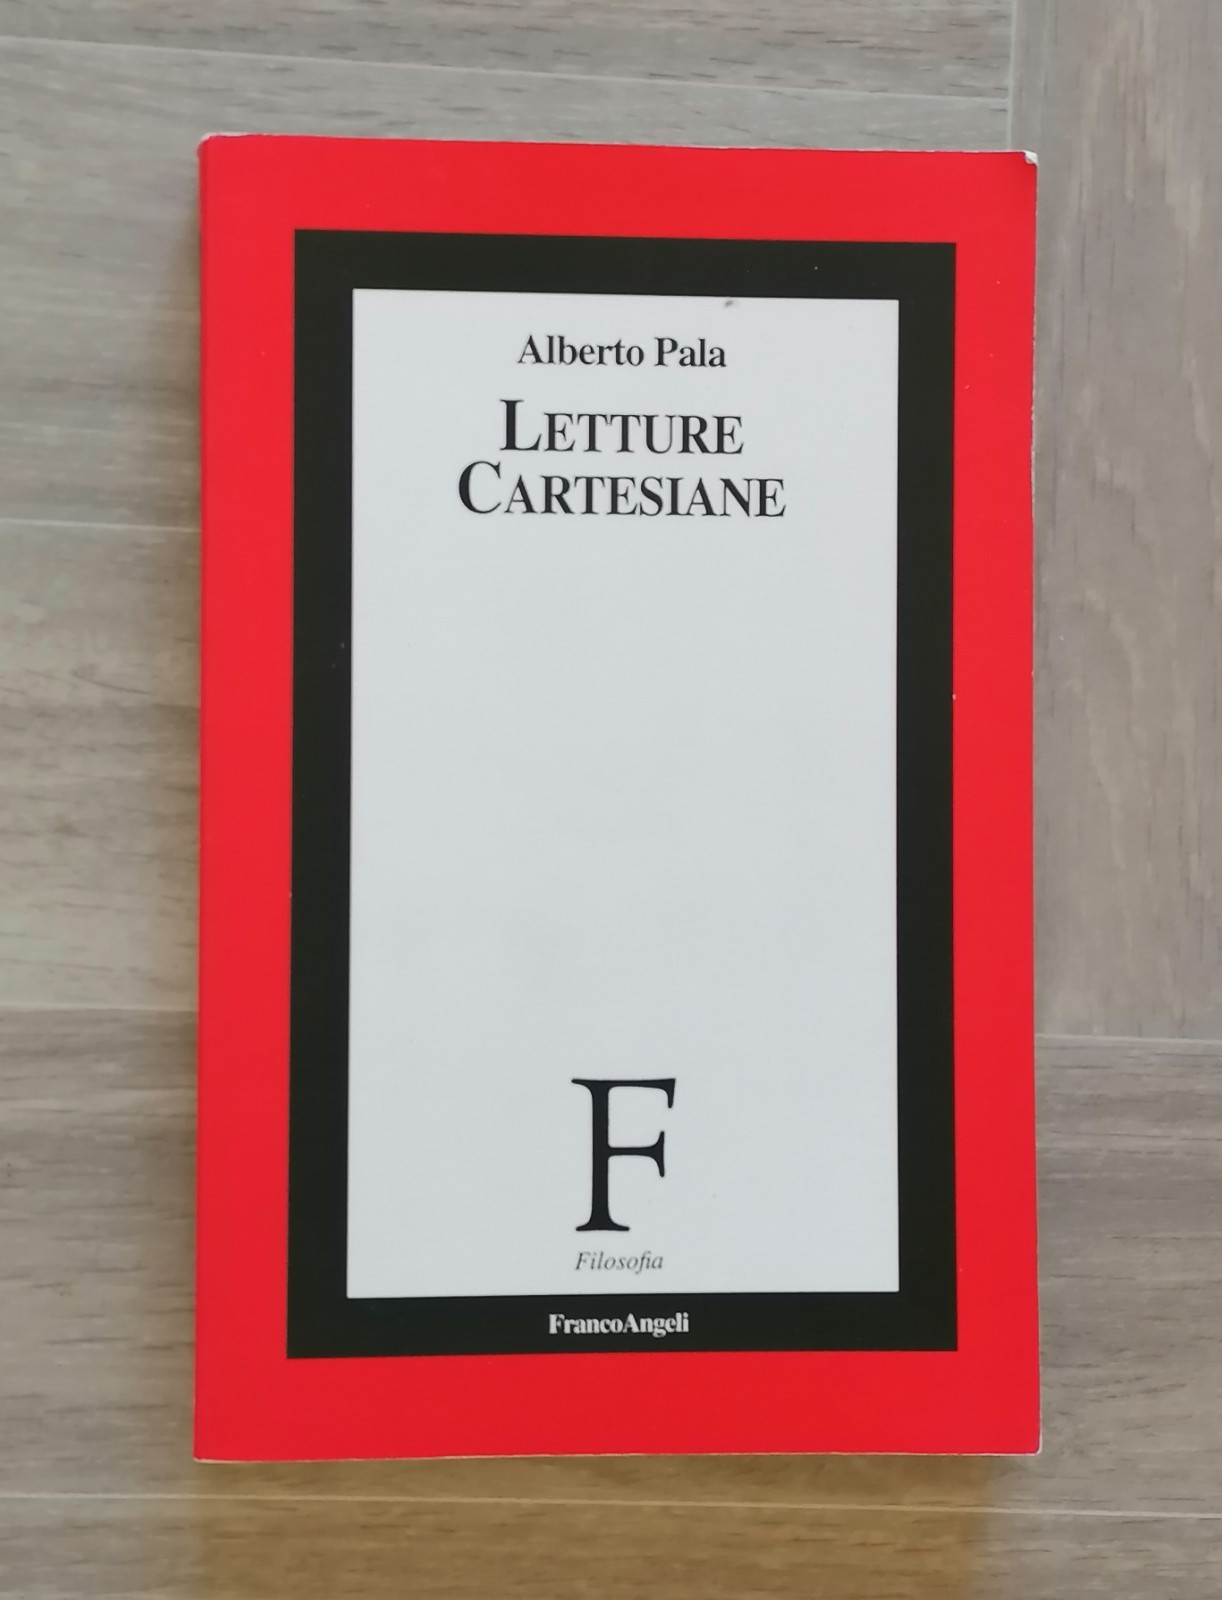 Alberto Pala
LETTURE
CARTESIANE
F
Filosofia
FrancoAngeli